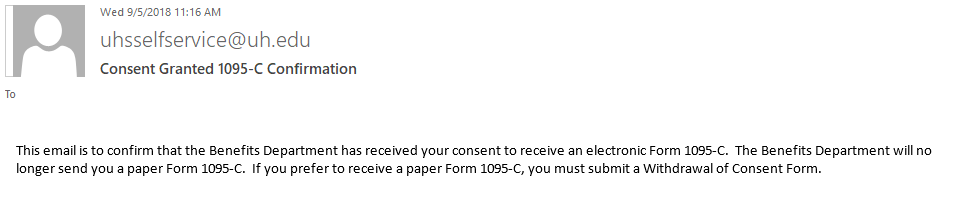 Wed 9/5/2018 11:16 AM
uhsselfservice@uh.edu
Consent Granted 1095-C Confirmation
To
This email is to confirm that the Benefits Department has received your consent to receive an electronic Form 1095-C.  The Benefits Department will no
longer send you a paper Form 1095-C.  If you prefer to receive a paper Form 1095-C, you must submit a Withdrawal of Consent Form.